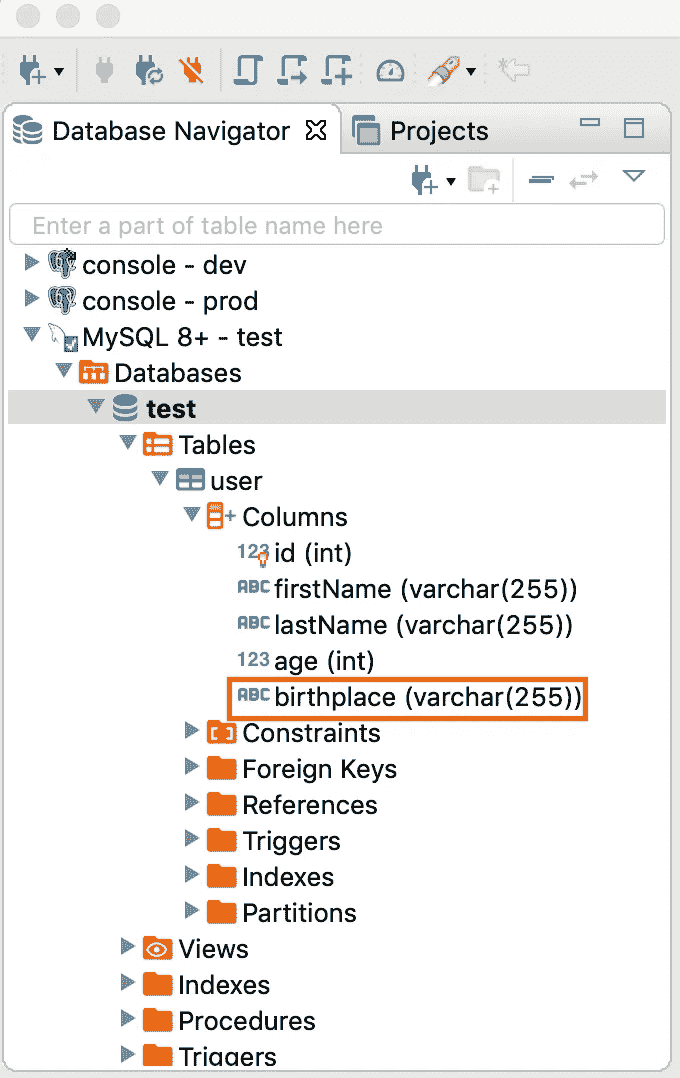 Database Navigator Projects
Enter a part of table name here
console - dev
console - prod
MySQL 8+ - test
Databases
test
Tables
user
Columns
123 id (int)
ABC firstName (varchar(255))
ABC lastName (varchar(255))
123 age (int)
ABC birthplace (varchar(255))
Constraints
Foreign Keys
References
Triggers
Indexes
Partitions
Views
Indexes
Procedures
Triggers